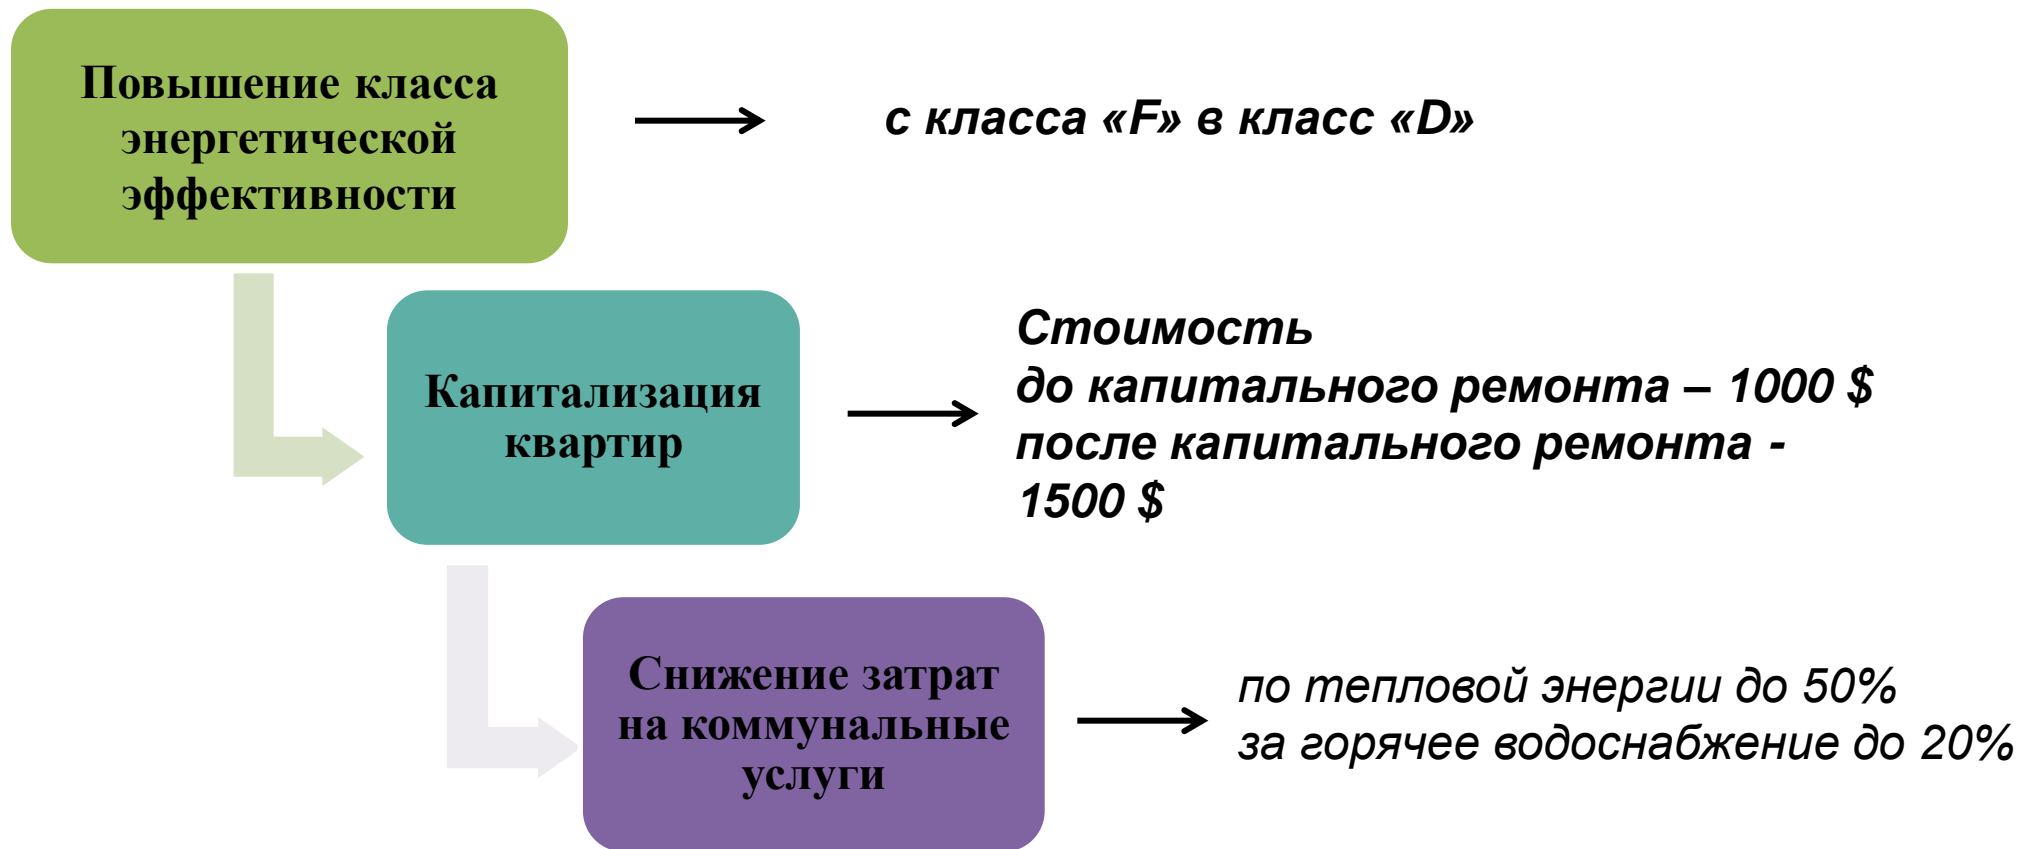 Повышение класса
энергетической
эффективности
с класса «F» в класс «D»
Капитализация
квартир
Стоимость
до капитального ремонта – 1000 $
после капитального ремонта -
1500 $
Снижение затрат
на коммунальные
услуги
по тепловой энергии до 50%
за горячее водоснабжение до 20%